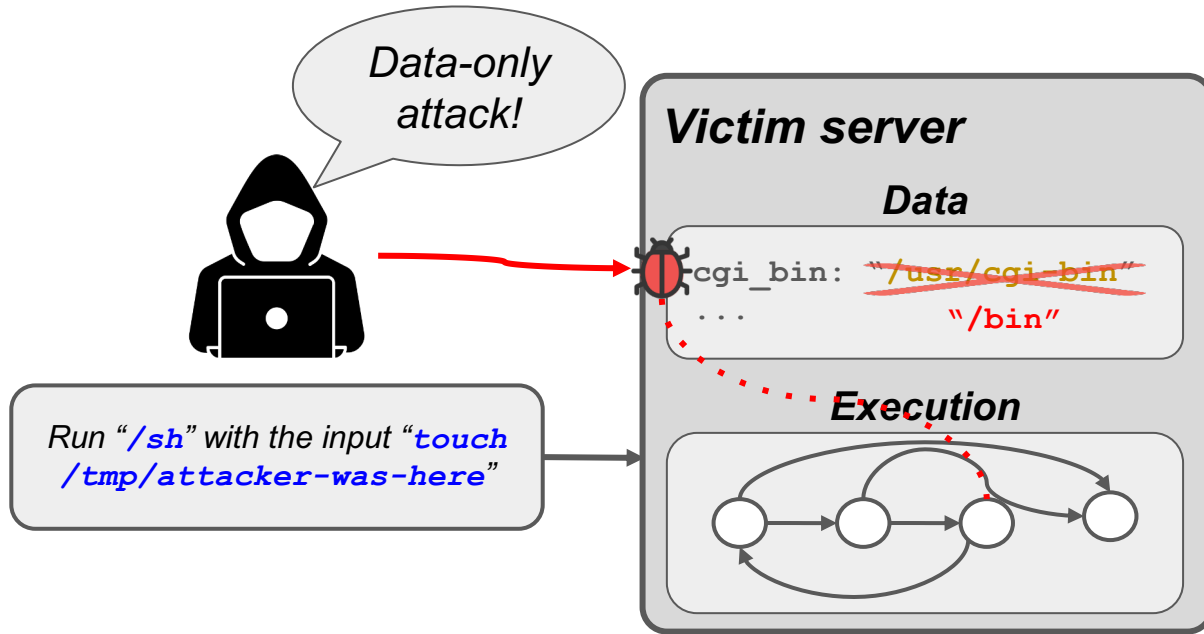 Data-only
attack!
Victim server
Data
cgi_bin: “/usr/cgi-bin”
... “/bin”
Run “/sh” with the input “touch
/tmp/attacker-was-here”
Execution